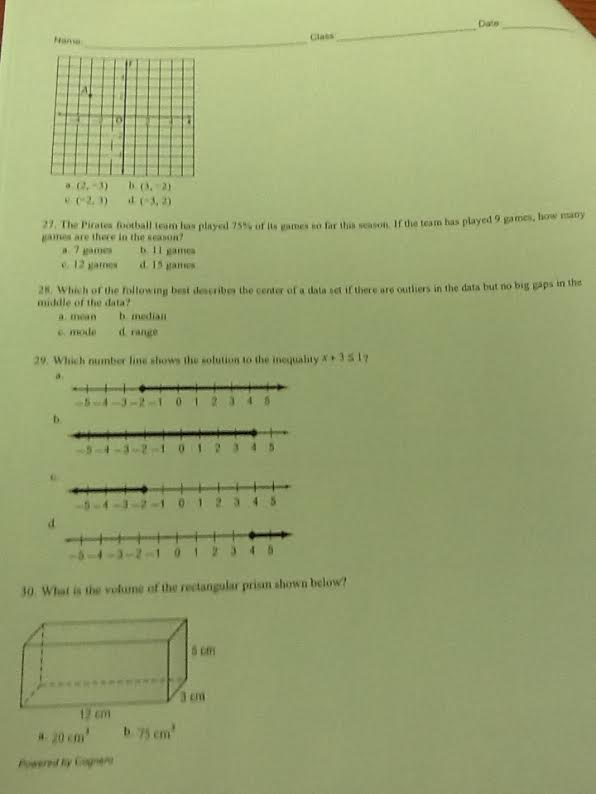 Name
Class
Date
A
O
a. (2, −3) b. (3, −2)
c. (−2, 3) d. (−3, 2)
27. The Pirates football team has played 75% of its games so far this season. If the team has played 9 games, how many
games are there in the season?
a. 7 games b. 11 games
c. 12 games d. 15 games
28. Which of the following best describes the center of a data set if there are outliers in the data but no big gaps in the
middle of the data?
a. mean b. median
c. mode d. range
29. Which number line shows the solution to the inequality x + 3 ≤ 1?
a.
−5 −4 −3 −2 −1 0 1 2 3 4 5
b.
−5 −4 −3 −2 −1 0 1 2 3 4 5
c.
−5 −4 −3 −2 −1 0 1 2 3 4 5
d.
−5 −4 −3 −2 −1 0 1 2 3 4 5
30. What is the volume of the rectangular prism shown below?
5 cm
3 cm
12 cm
a. 20 cm³ b. 75 cm³
Powered by Cognero